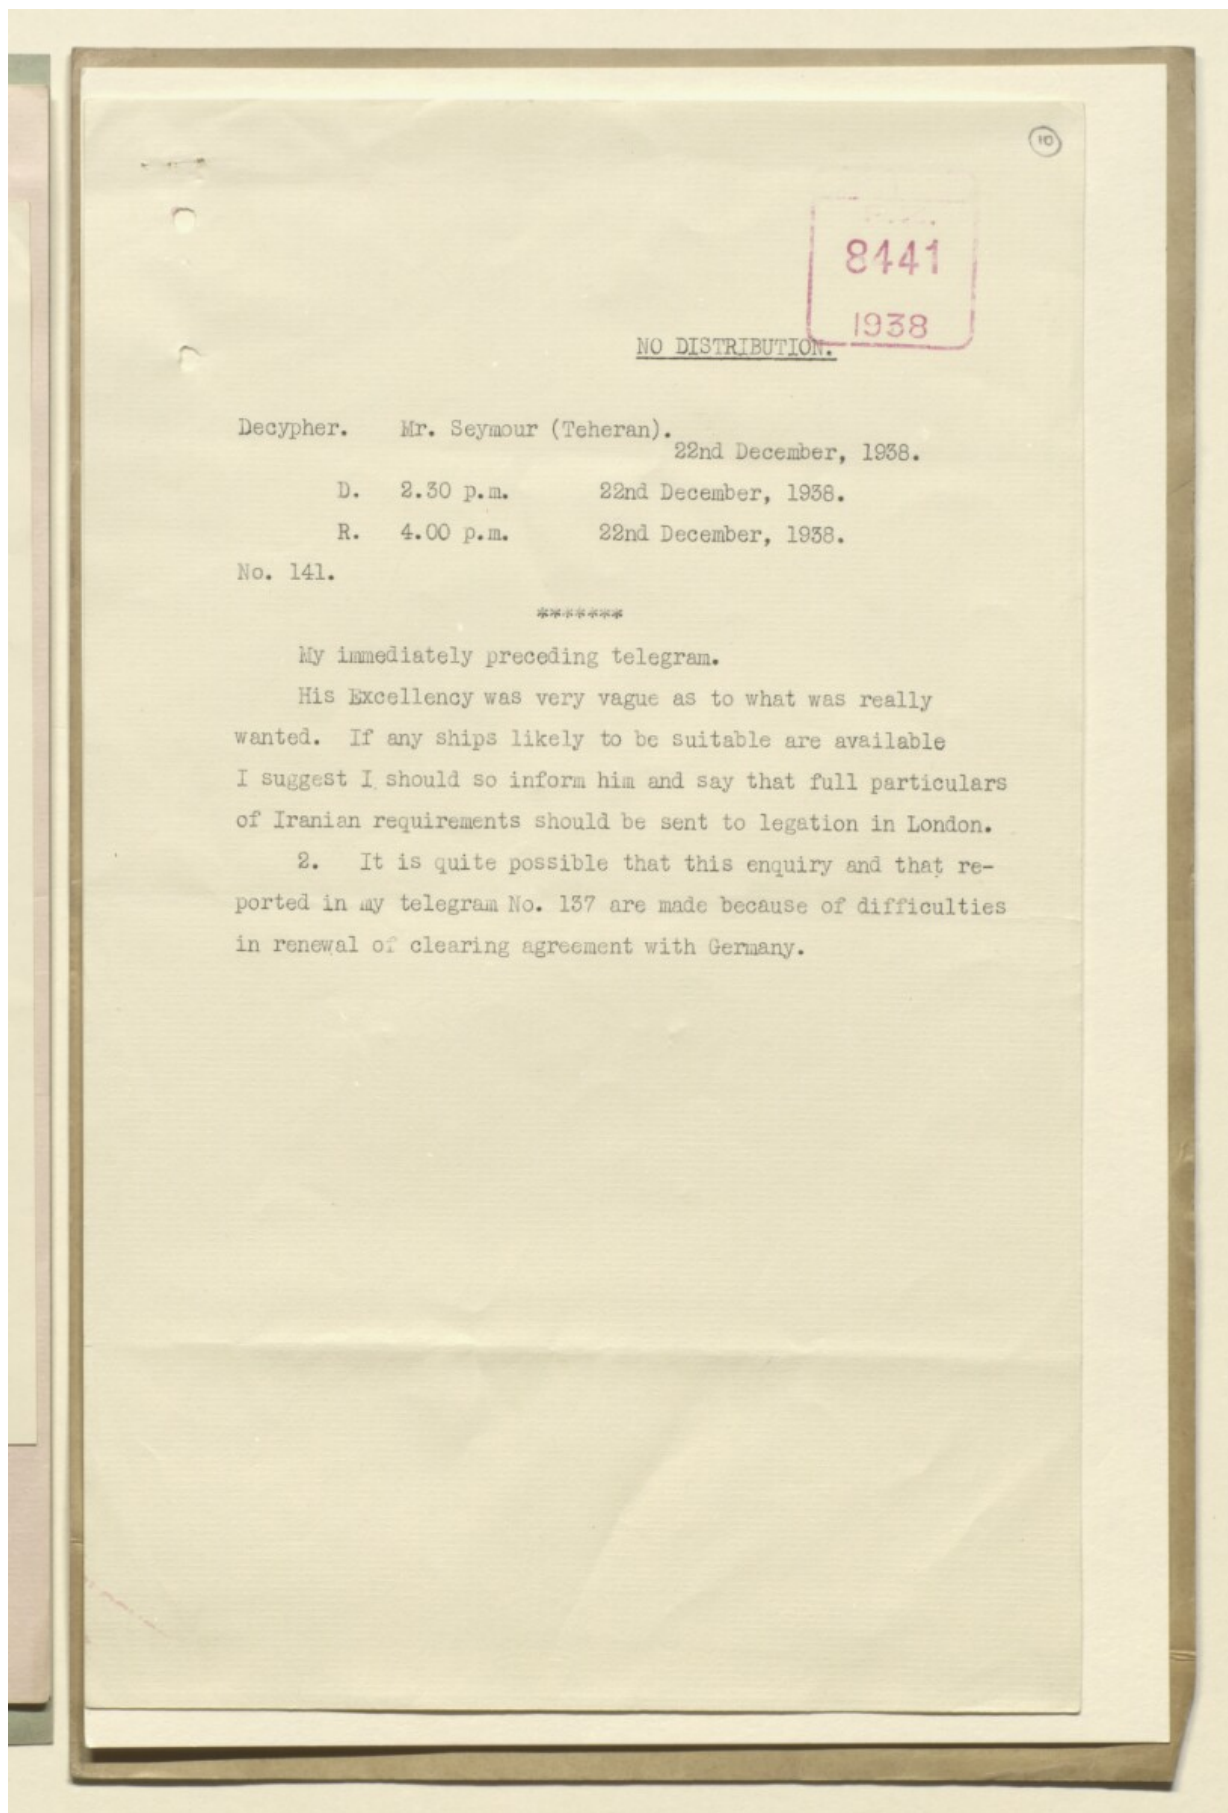 10
8441
1938
NO DISTRIBUTION.
Decypher. Mr. Seymour (Teheran).
22nd December, 1938.
D. 2.30 p.m. 22nd December, 1938.
R. 4.00 p.m. 22nd December, 1938.
No. 141.
*******
My immediately preceding telegram.
His Excellency was very vague as to what was really
wanted. If any ships likely to be suitable are available
I suggest I should so inform him and say that full particulars
of Iranian requirements should be sent to legation in London.
2. It is quite possible that this enquiry and that re-
ported in my telegram No. 137 are made because of difficulties
in renewal of clearing agreement with Germany.